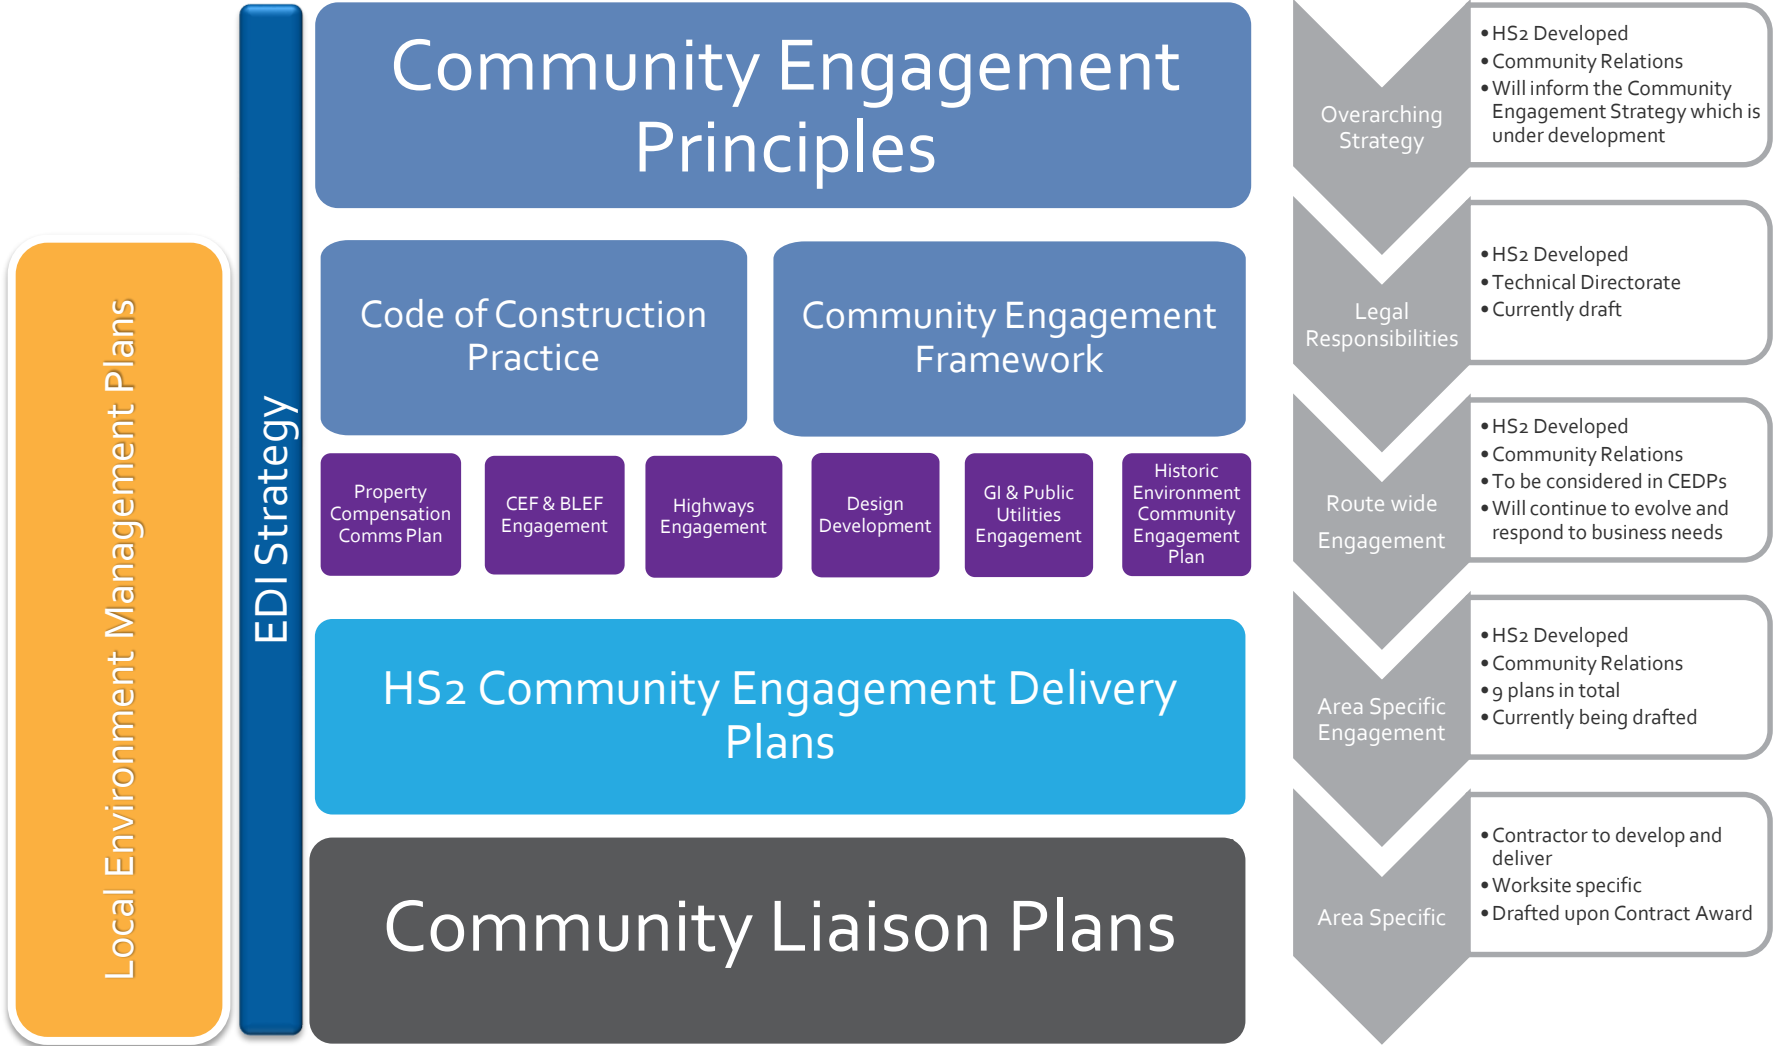 Local Environment Management Plans
EDI Strategy
Community Engagement
Principles
Code of Construction
Practice
Community Engagement
Framework
Property
Compensation
Comms Plan
CEF & BLEF
Engagement
Highways
Engagement
Design
Development
GI & Public
Utilities
Engagement
Historic
Environment
Community
Engagement
Plan
HS2 Community Engagement Delivery
Plans
Community Liaison Plans
Overarching
Strategy
• HS2 Developed
• Community Relations
• Will inform the Community
Engagement Strategy which is
under development
Legal
Responsibilities
• HS2 Developed
• Technical Directorate
• Currently draft
Route wide
Engagement
• HS2 Developed
• Community Relations
• To be considered in CEDPs
• Will continue to evolve and
respond to business needs
Area Specific
Engagement
• HS2 Developed
• Community Relations
• 9 plans in total
• Currently being drafted
Area Specific
• Contractor to develop and
deliver
• Worksite specific
• Drafted upon Contract Award